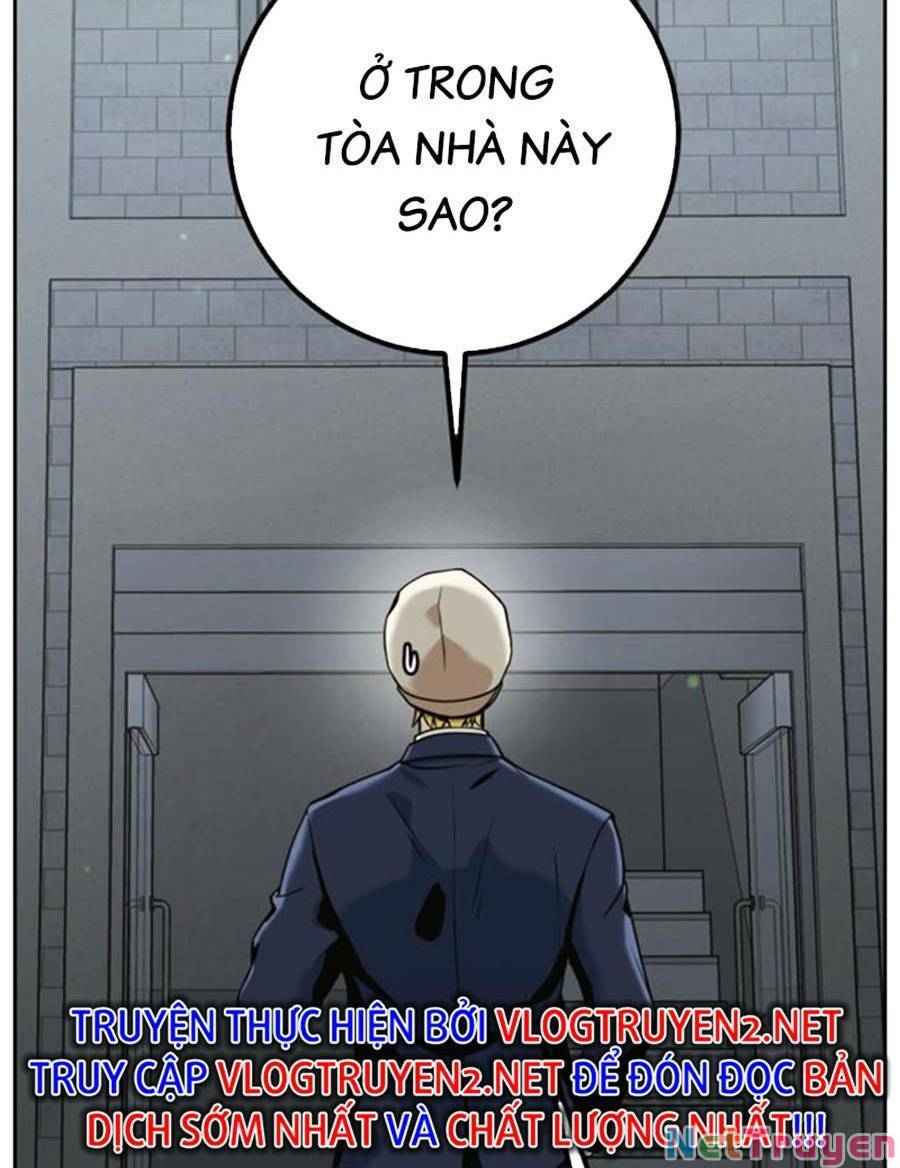 Ở TRONG
TÒA NHÀ NÀY
SAO?
TRUYỆN THỰC HIỆN BỞI VLOGTRUYEN2.NET
TRUY CẬP VLOGTRUYEN2.NET ĐỂ ĐÓN ĐỌC BẢN
DỊCH SỚM NHẤT VÀ CHẤT LƯỢNG NHẤT!!!
NetTruyen